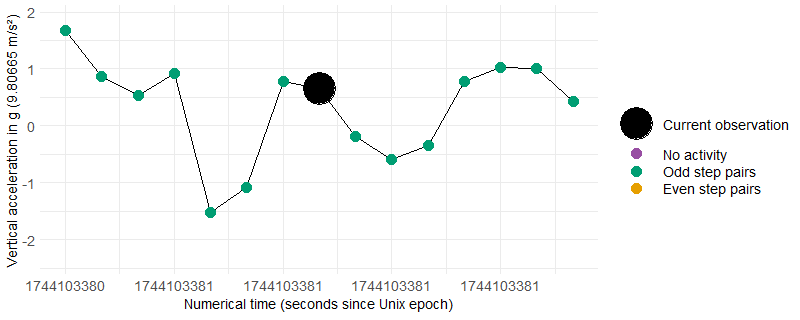 Vertical acceleration in g (9.80665 m/s²)
2
1
0
-1
-2
1744103380
1744103381
1744103381
1744103381
1744103381
Numerical time (seconds since Unix epoch)
Current observation
No activity
Odd step pairs
Even step pairs